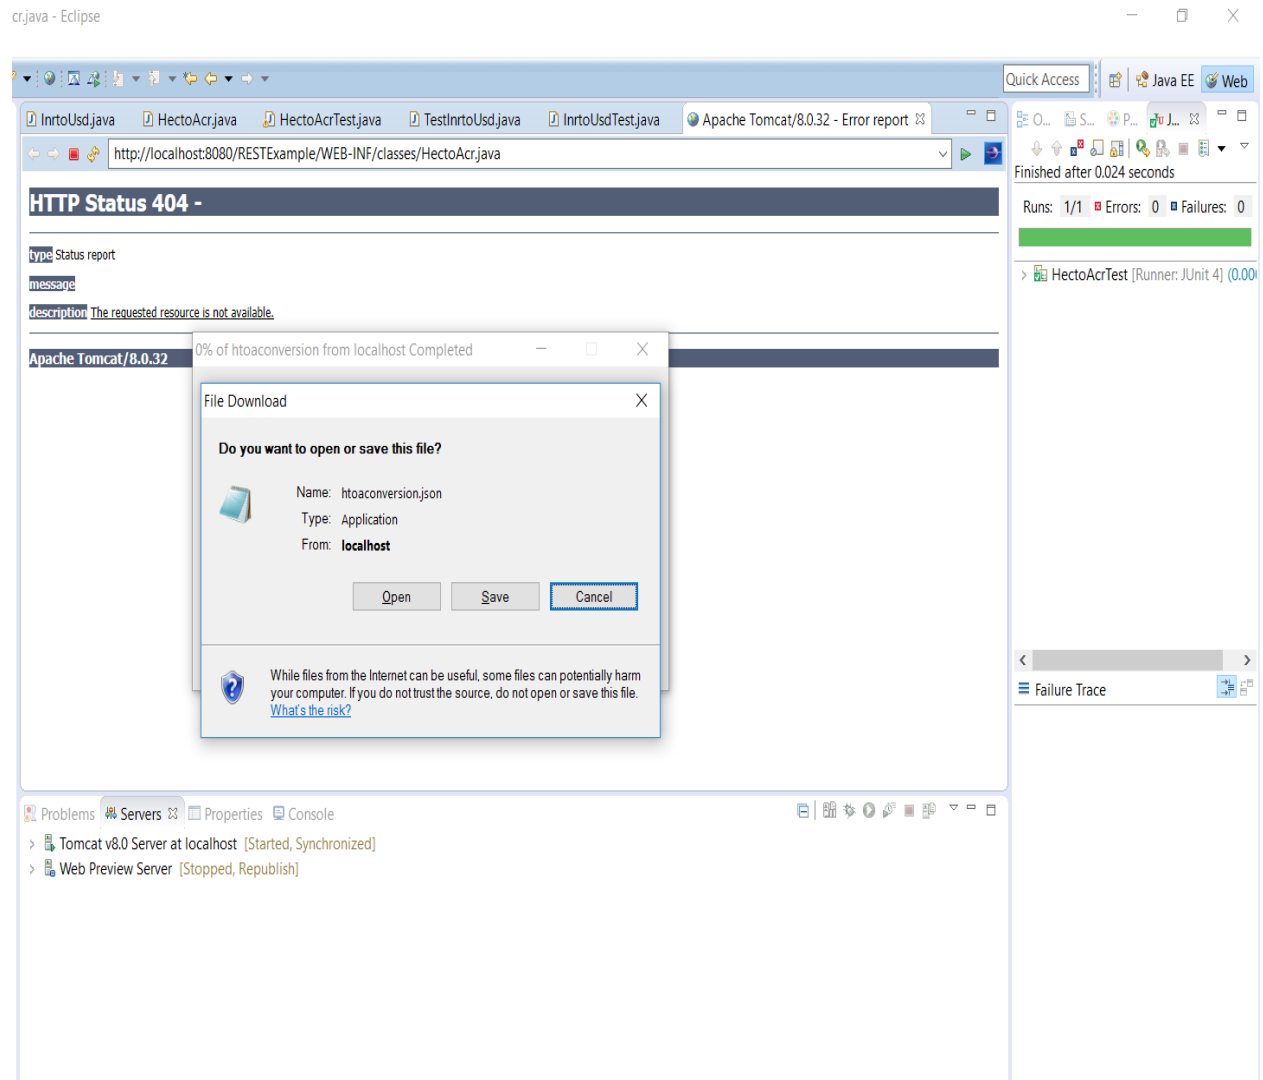 cr.java - Eclipse
Quick Access
Java EE
Web
InrtoUsd.java
HectoAcr.java
HectoAcrTest.java
TestInrtoUsd.java
InrtoUsdTest.java
Apache Tomcat/8.0.32 - Error report
O...
S...
P...
J...
http://localhost:8080/RESTExample/WEB-INF/classes/HectoAcr.java
Finished after 0.024 seconds
HTTP Status 404 -
Runs: 1/1 Errors: 0 Failures: 0
type Status report
message
HectoAcrTest [Runner: JUnit 4] (0.00
description The requested resource is not available.
Apache Tomcat/8.0.32
0% of htoaconversion from localhost Completed
File Download
Do you want to open or save this file?
Name: htoaconversion.json
Type: Application
From: localhost
Open
Save
Cancel
While files from the Internet can be useful, some files can potentially harm
your computer. If you do not trust the source, do not open or save this file.
What's the risk?
Failure Trace
Problems
Servers
Properties
Console
Tomcat v8.0 Server at localhost [Started, Synchronized]
Web Preview Server [Stopped, Republish]